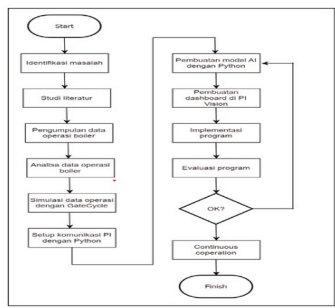 Start
Identifikasi masalah
Studi literatur
Pengumpulan data
operasi boiler
Analisa data operasi
boiler
Simulasi data operasi
dengan GateCycle
Setup komunikasi PI
dengan Python
Pembuatan model AI
dengan Python
Pembuatan
dashboard di PI
Vision
Implementasi
program
Evaluasi program
OK?
Continuous
coperation
Finish